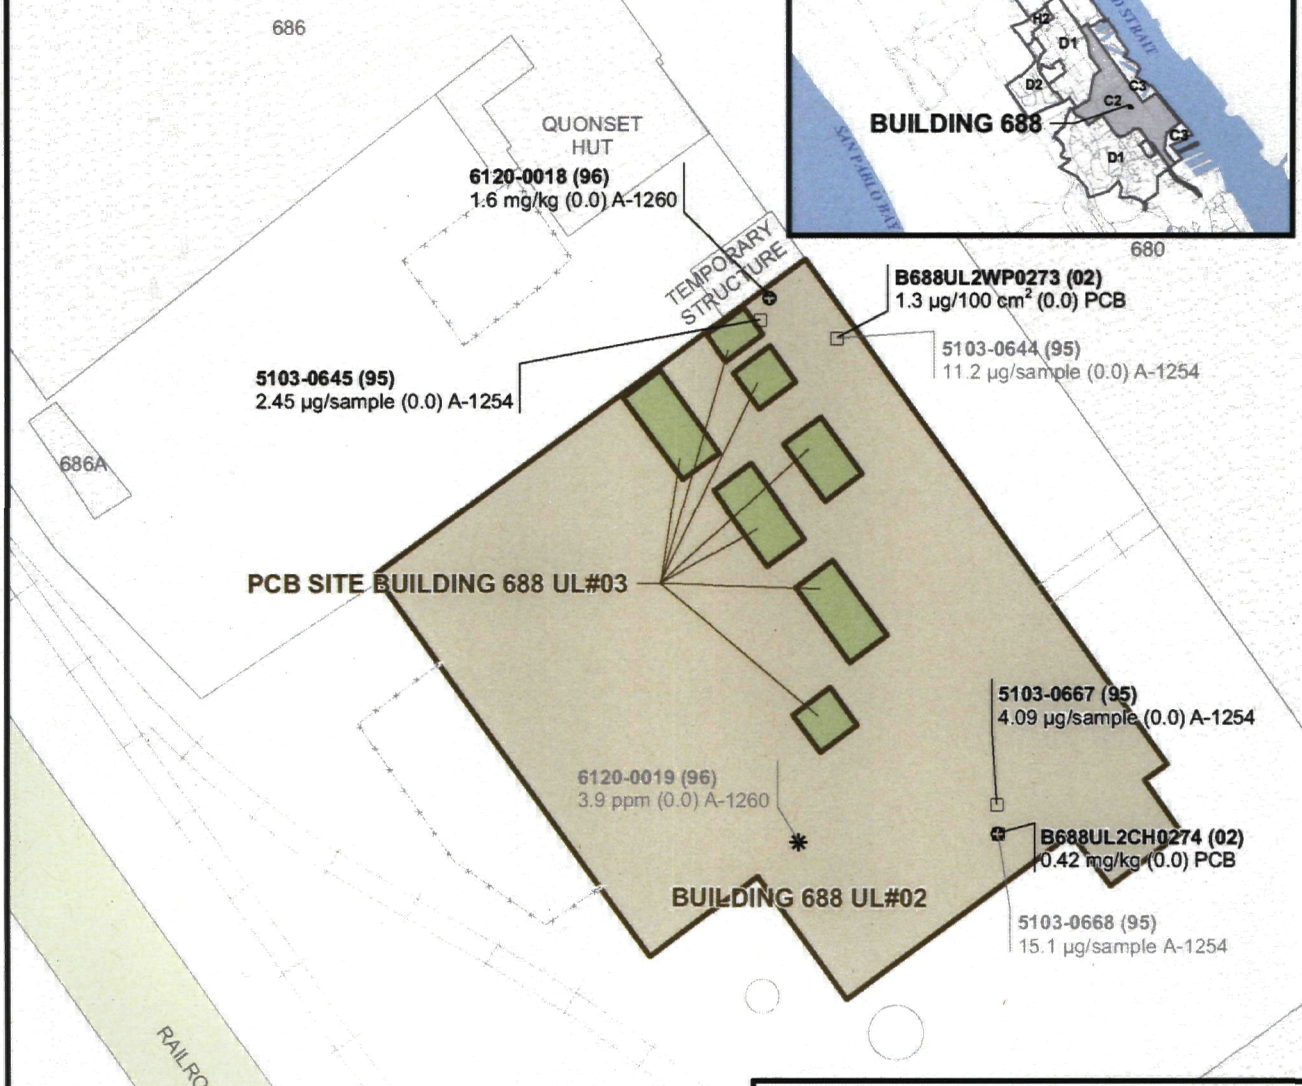 686
QUONSET
HUT
6120-0018 (96)
1.6 mg/kg (0.0) A-1260
TEMPORARY
STRUCTURE
H2
D1
D2
C2
C3
C3
D1
BUILDING 688
STRAIT
SAN PABLO BAY
680
B688UL2WP0273 (02)
1.3 µg/100 cm² (0.0) PCB
5103-0644 (95)
11.2 µg/sample (0.0) A-1254
5103-0645 (95)
2.45 µg/sample (0.0) A-1254
686A
PCB SITE BUILDING 688 UL#03
5103-0667 (95)
4.09 µg/sample (0.0) A-1254
6120-0019 (96)
3.9 ppm (0.0) A-1260
B688UL2CH0274 (02)
0.42 mg/kg (0.0) PCB
BUILDING 688 UL#02
5103-0668 (95)
15.1 µg/sample A-1254
RAILRO